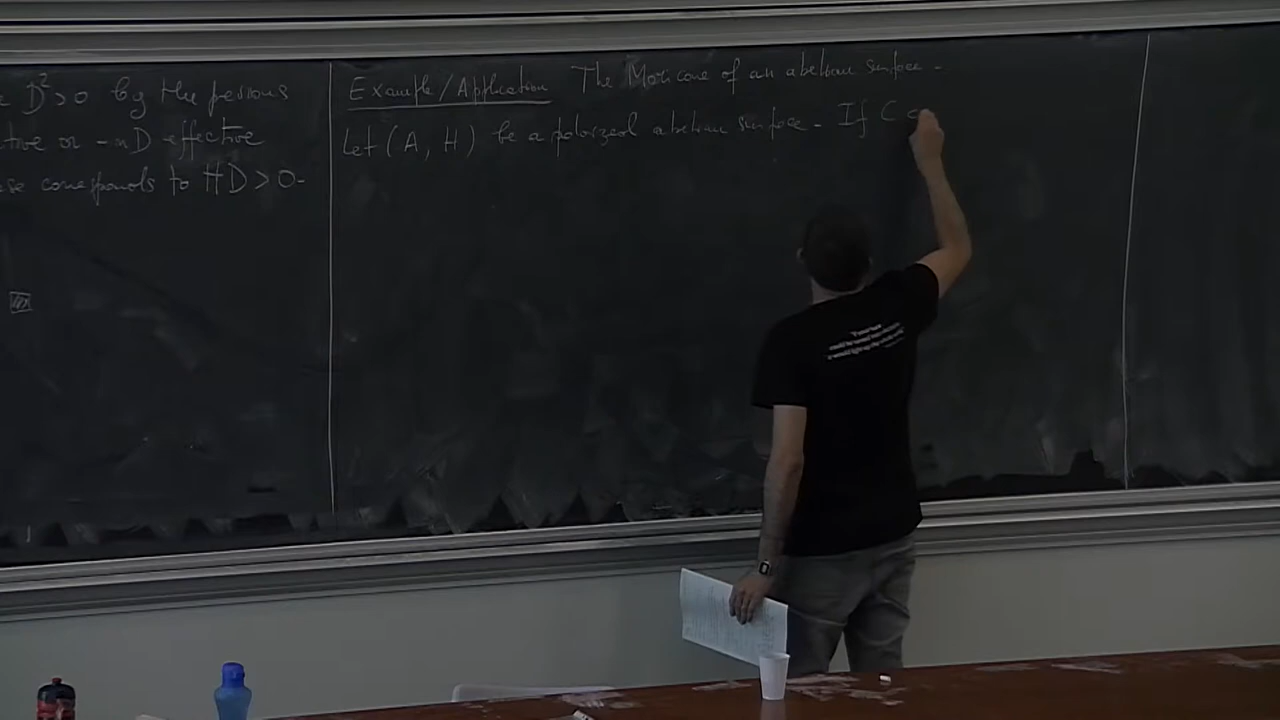 D²>0 by the previous
tive or -nD effective
se corresponds to HD>0-
Example/Application The Mori cone of an abelian surface-
Let (A, H) be a polarized abelian surface- If C